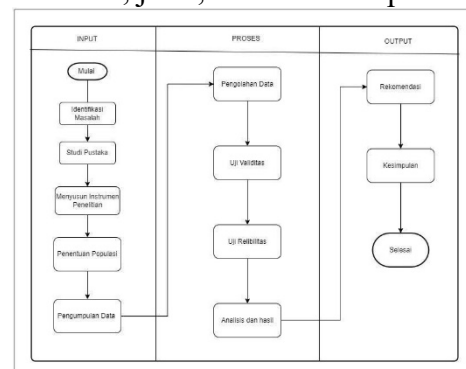 INPUT
Mulai
Identifikasi
Masalah
Studi Pustaka
Menyusun Instrumen
Penelitian
Penentuan Populasi
Pengumpulan Data
PROSES
Pengolahan Data
Uji Validitas
Uji Relibilitas
Analisis dan hasil
OUTPUT
Rekomendasi
Kesimpulan
Selesai